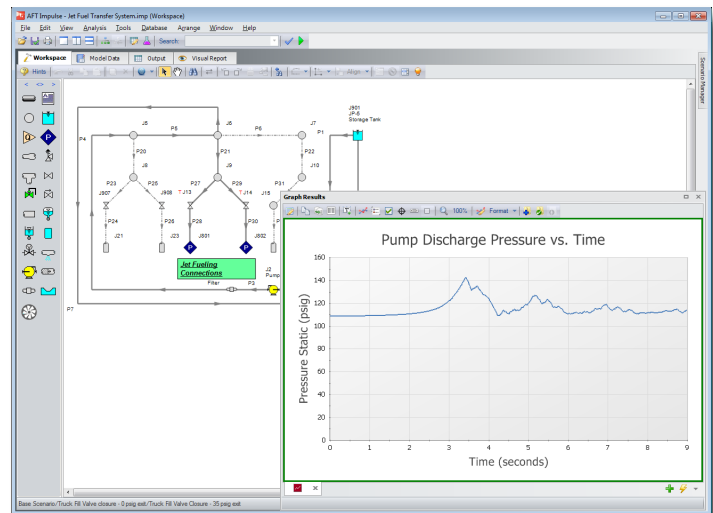 AFT Impulse - Jet Fuel Transfer System.imp (Workspace)
File Edit View Analysis Tools Database Arrange Window Help
Search:
Workspace Model Data Output Visual Report
Hints
Align
Scenario Manager
J901
JP-5
Storage Tank
J5 J6 J7
P4 P5 P6 P1
P20 P21 P22
J8 J9 J10
P23 P25 P27 P29 P31
J907 J908 T J13 T J14 J15
P24 P26 P28 P30
J21 J23 J801 J802
P P
Jet Fueling
Connections
J2
Pump
Filter P3
P7
Graph Results
100% Format
Pump Discharge Pressure vs. Time
Pressure Static (psig)
160
140
120
100
80
60
40
20
0
0 1 2 3 4 5 6 7 8 9
Time (seconds)
Base Scenario/Truck Fill Valve closure - 0 psig exit/Truck Fill Valve Closure - 35 psig exit